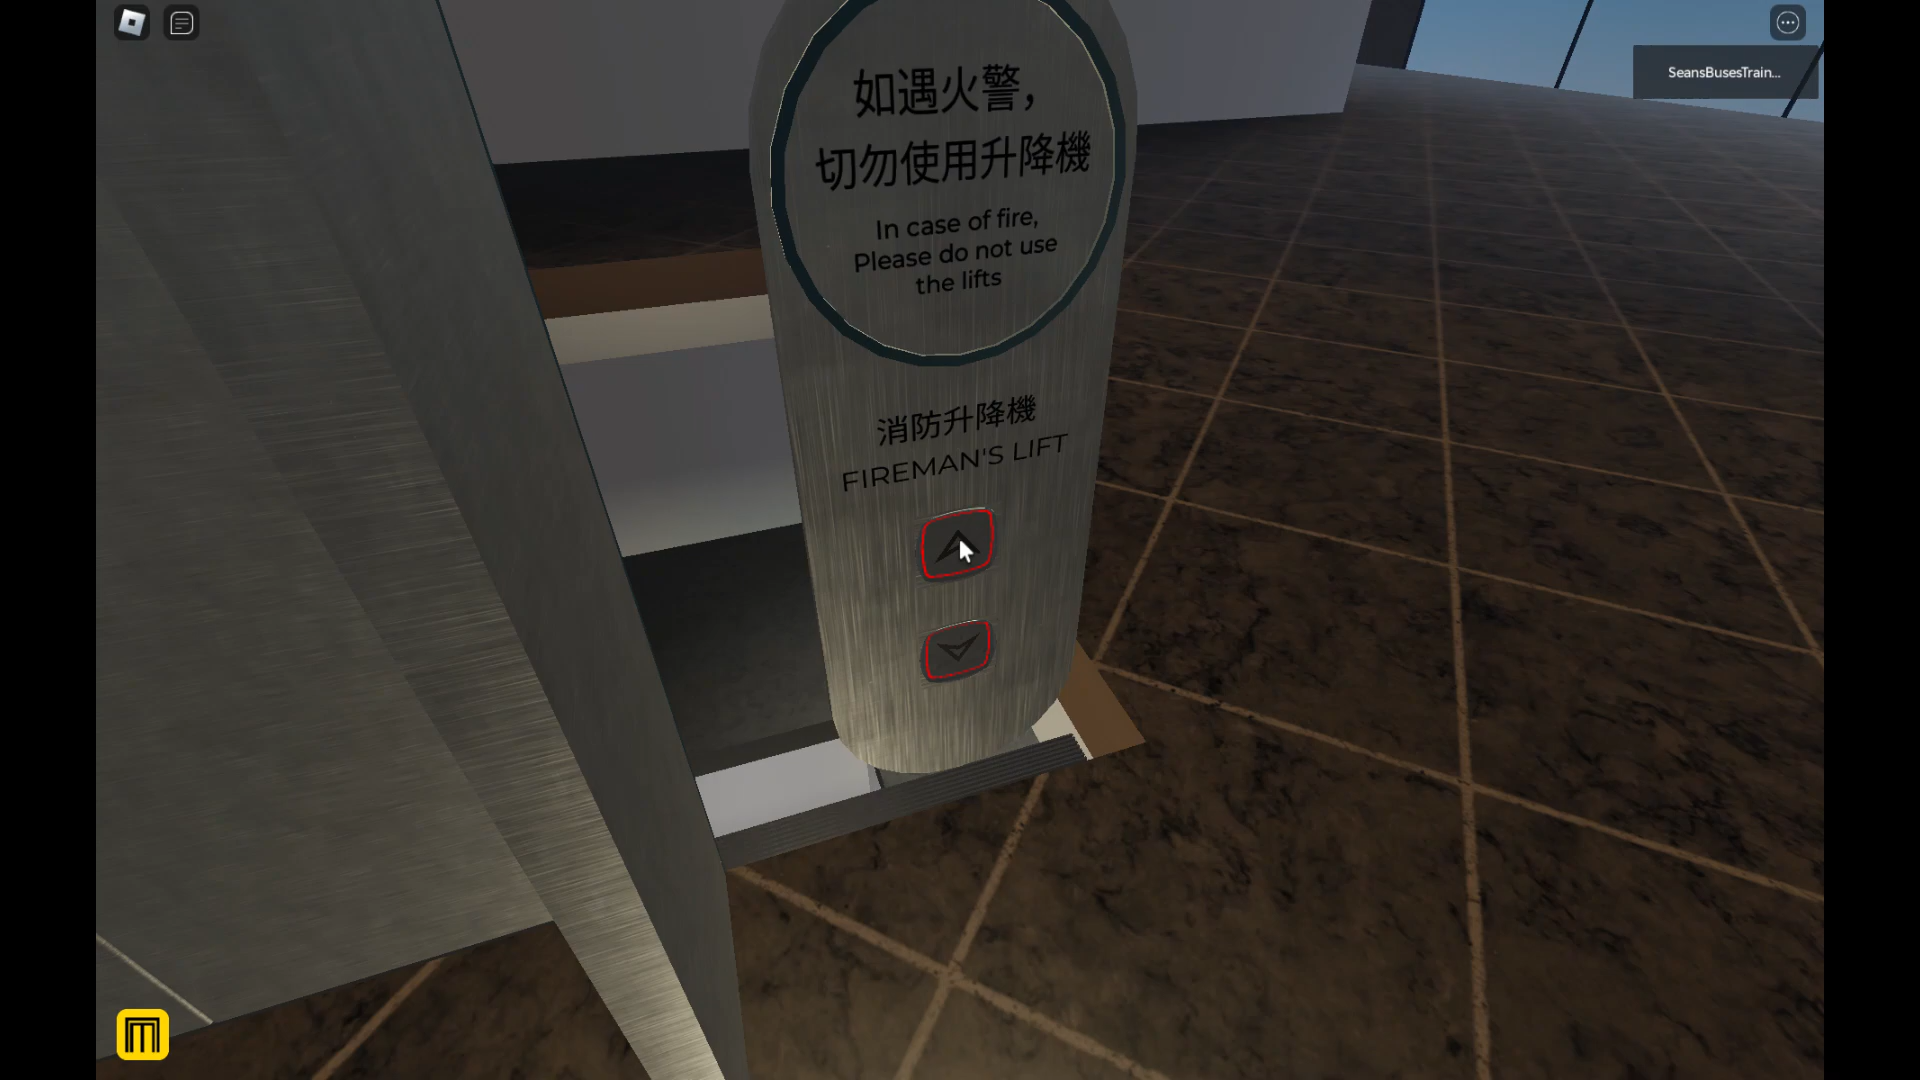 SeansBusesTrain...
如遇火警，
切勿使用升降機
In case of fire,
Please do not use
the lifts
消防升降機
FIREMAN'S LIFT